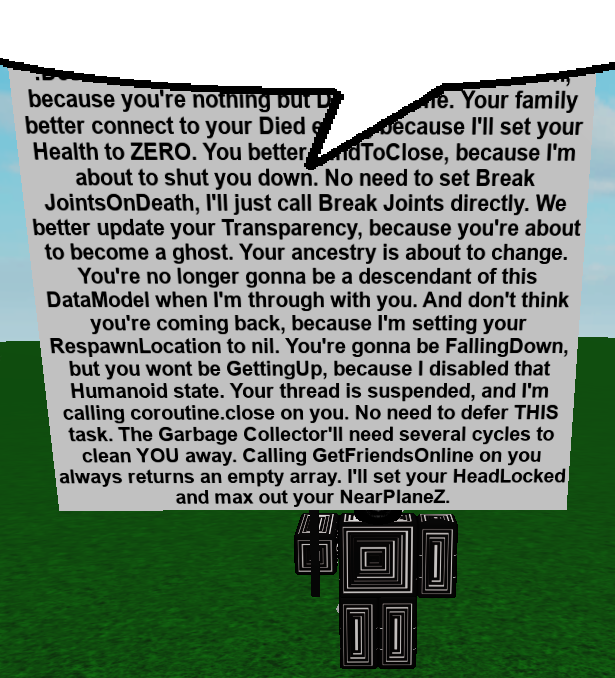 because you're nothing but me. Your family
better connect to your Died because I'll set your
Health to ZERO. You better because I'm
about to shut you down. No need to set Break
JointsOnDeath, I'll just call Break Joints directly. We
better update your Transparency, because you're about
to become a ghost. Your ancestry is about to change.
You're no longer gonna be a descendant of this
DataModel when I'm through with you. And don't think
you're coming back, because I'm setting your
RespawnLocation to nil. You're gonna be FallingDown,
but you wont be GettingUp, because I disabled that
Humanoid state. Your thread is suspended, and I'm
calling coroutine.close on you. No need to defer THIS
task. The Garbage Collector'll need several cycles to
clean YOU away. Calling GetFriendsOnline on you
always returns an empty array. I'll set your HeadLocked
and max out your NearPlaneZ.